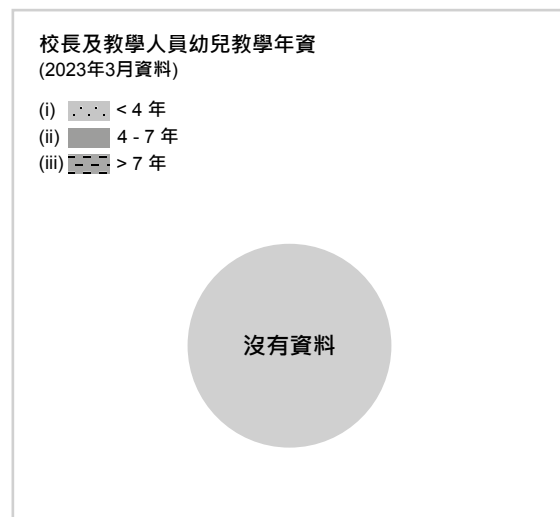 校長及教學人員幼兒教學年資
(2023年3月資料)
(i) < 4 年
(ii) 4 - 7 年
(iii) > 7 年
沒有資料